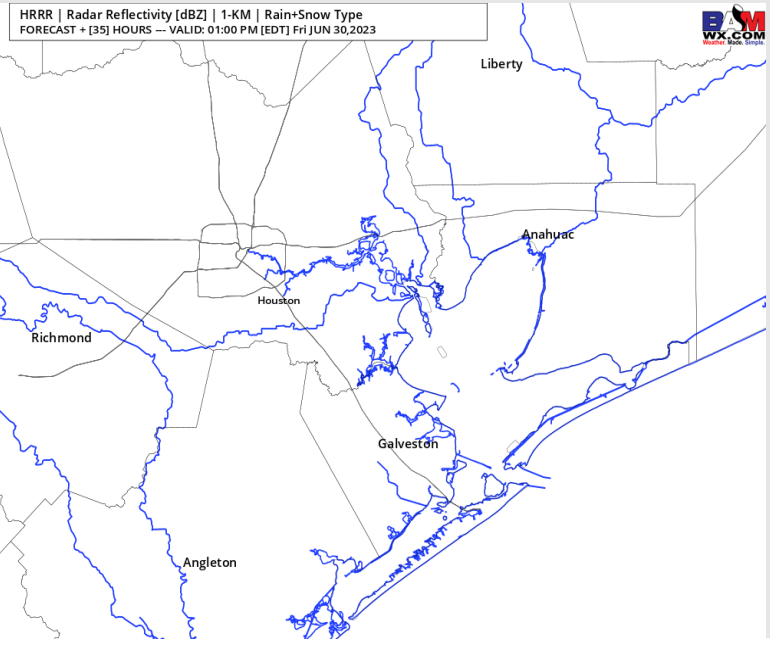 HRRR | Radar Reflectivity [dBZ] | 1-KM | Rain+Snow Type
FORECAST + [35] HOURS --- VALID: 01:00 PM [EDT] Fri JUN 30,2023
BAM
WX.COM
Weather. Made. Simple.
Liberty
Anahuac
Houston
Richmond
Galveston
Angleton